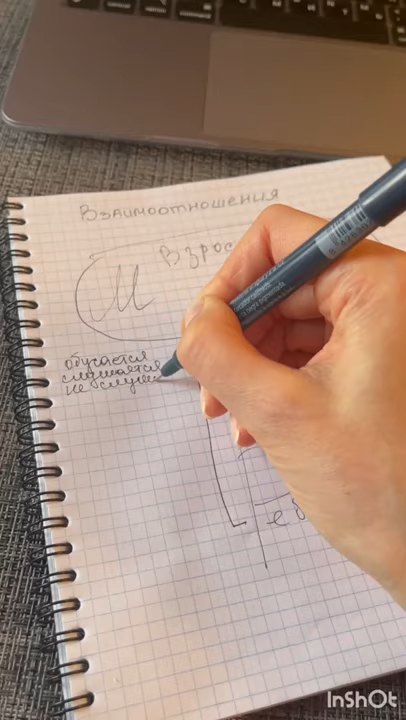 Взаимоотношения
Взрос
М
обучается
слушается
не слуша
InShOt